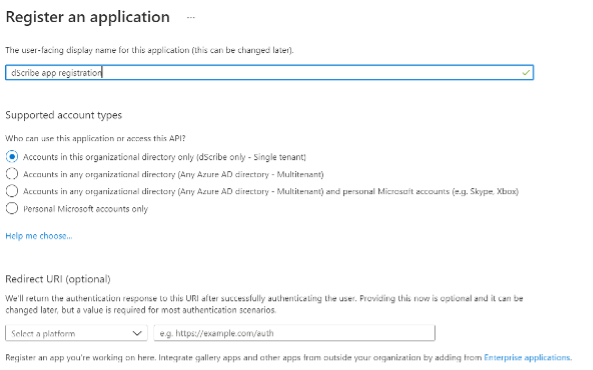 Register an application ...
The user-facing display name for this application (this can be changed later).
dScribe app registration
Supported account types
Who can use this application or access this API?
Accounts in this organizational directory only (dScribe only - Single tenant)
Accounts in any organizational directory (Any Azure AD directory - Multitenant)
Accounts in any organizational directory (Any Azure AD directory - Multitenant) and personal Microsoft accounts (e.g. Skype, Xbox)
Personal Microsoft accounts only
Help me choose...
Redirect URI (optional)
We'll return the authentication response to this URI after successfully authenticating the user. Providing this now is optional and it can be
changed later, but a value is required for most authentication scenarios.
Select a platform
e.g. https://example.com/auth
Register an app you're working on here. Integrate gallery apps and other apps from outside your organization by adding from Enterprise applications.